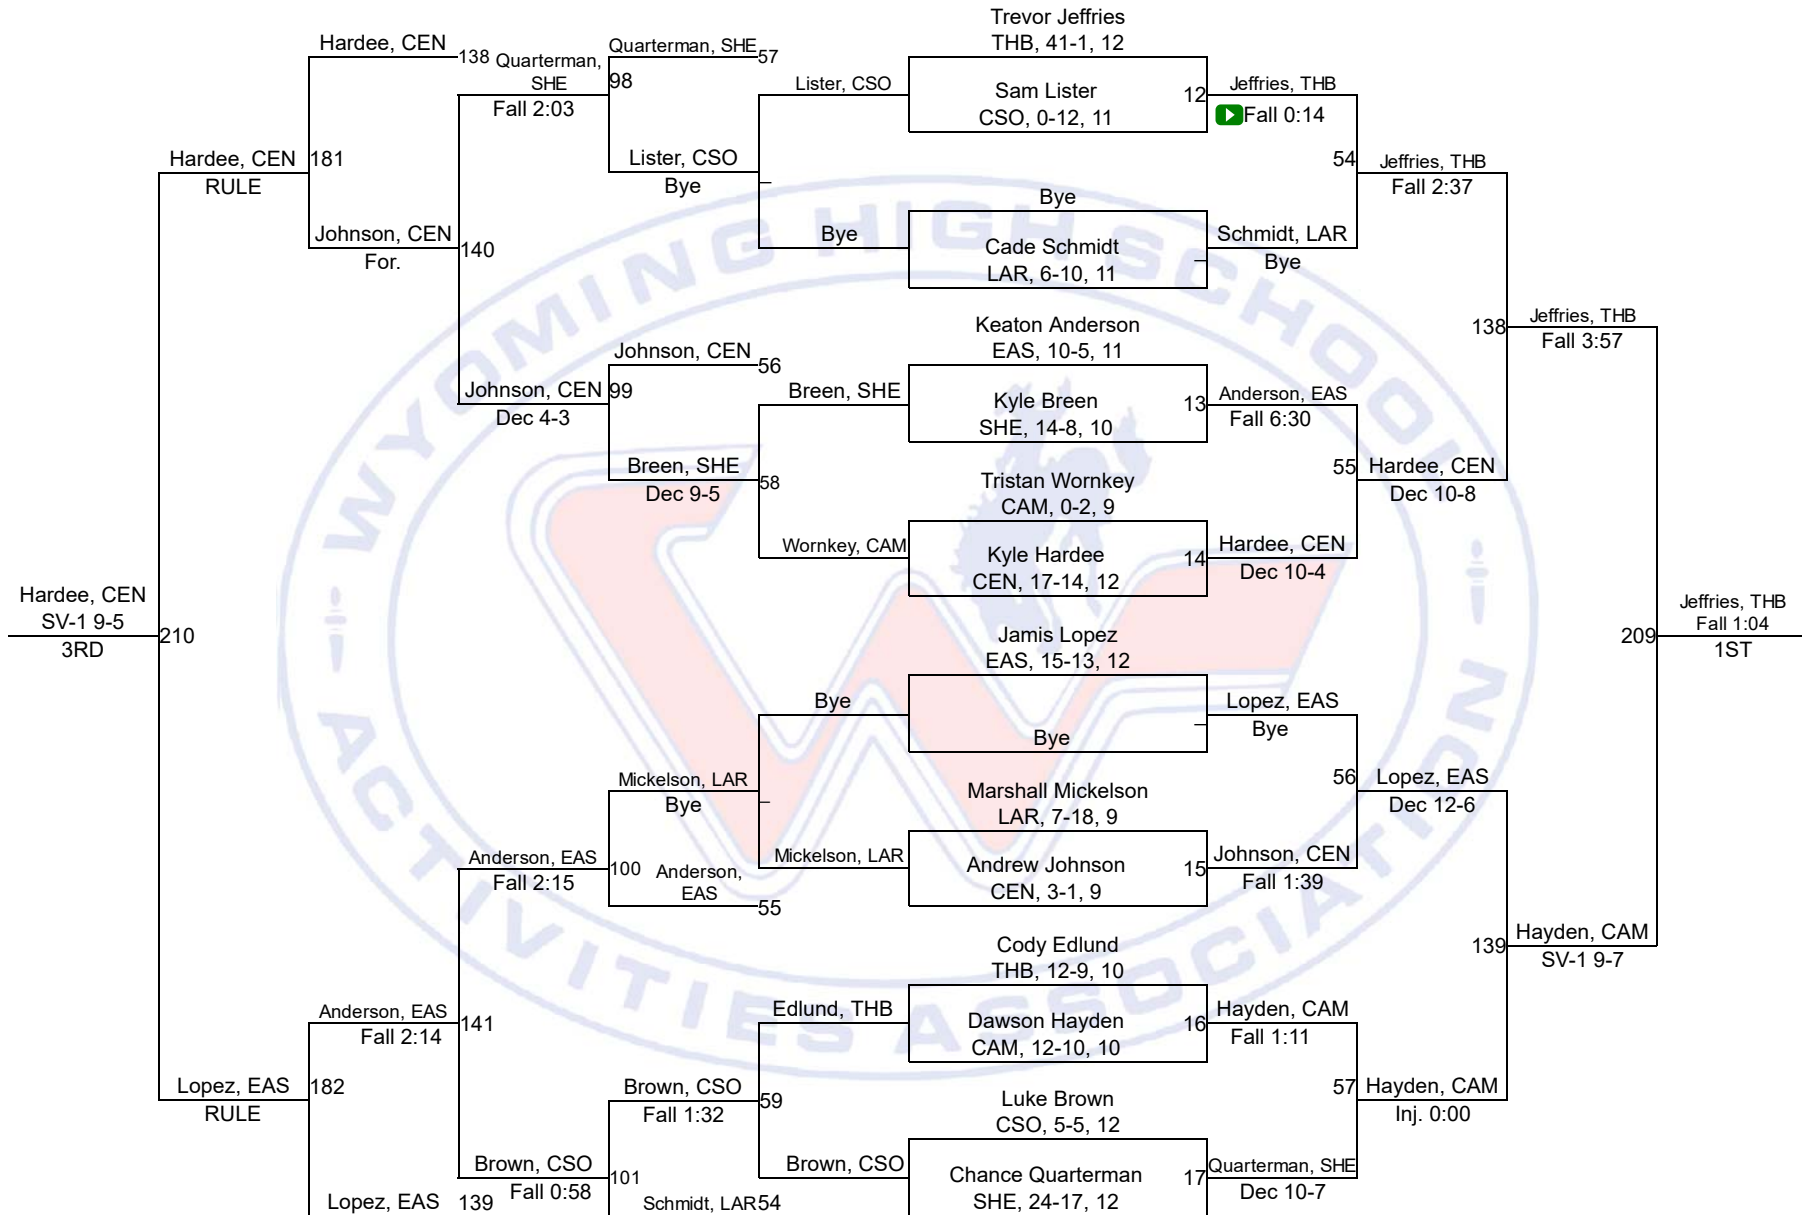 Trevor Jeffries
THB, 41-1, 12
Hardee, CEN
138
Quarterman,
SHE
Fall 2:03
98
Quarterman, SHE
57
Lister, CSO
Sam Lister
CSO, 0-12, 11
12
Jeffries, THB
Fall 0:14
Hardee, CEN
RULE
181
Lister, CSO
Bye
54
Jeffries, THB
Fall 2:37
Johnson, CEN
For.
140
Bye
Bye
Cade Schmidt
LAR, 6-10, 11
Schmidt, LAR
Bye
WYOMING HIGH SCHOOL
Keaton Anderson
EAS, 10-5, 11
138
Jeffries, THB
Fall 3:57
Johnson, CEN
56
Johnson, CEN
Dec 4-3
99
Breen, SHE
Kyle Breen
SHE, 14-8, 10
13
Anderson, EAS
Fall 6:30
Breen, SHE
Dec 9-5
58
Tristan Wornkey
CAM, 0-2, 9
55
Hardee, CEN
Dec 10-8
Wornkey, CAM
Kyle Hardee
CEN, 17-14, 12
14
Hardee, CEN
Dec 10-4
Hardee, CEN
SV-1 9-5
3RD
210
Jamis Lopez
EAS, 15-13, 12
209
Jeffries, THB
Fall 1:04
1ST
Bye
Bye
Lopez, EAS
Bye
Mickelson, LAR
Bye
Marshall Mickelson
LAR, 7-18, 9
56
Lopez, EAS
Dec 12-6
Anderson, EAS
Fall 2:15
100
Anderson,
EAS
55
Mickelson, LAR
Andrew Johnson
CEN, 3-1, 9
15
Johnson, CEN
Fall 1:39
Cody Edlund
THB, 12-9, 10
139
Hayden, CAM
SV-1 9-7
Anderson, EAS
Fall 2:14
141
Edlund, THB
Dawson Hayden
CAM, 12-10, 10
16
Hayden, CAM
Fall 1:11
ACTIVITIES ASSOCIATION
Lopez, EAS
RULE
182
Brown, CSO
Fall 1:32
59
Luke Brown
CSO, 5-5, 12
57
Hayden, CAM
Inj. 0:00
Brown, CSO
Fall 0:58
101
Brown, CSO
Chance Quarterman
SHE, 24-17, 12
17
Quarterman, SHE
Dec 10-7
Lopez, EAS
139
Schmidt, LAR
54